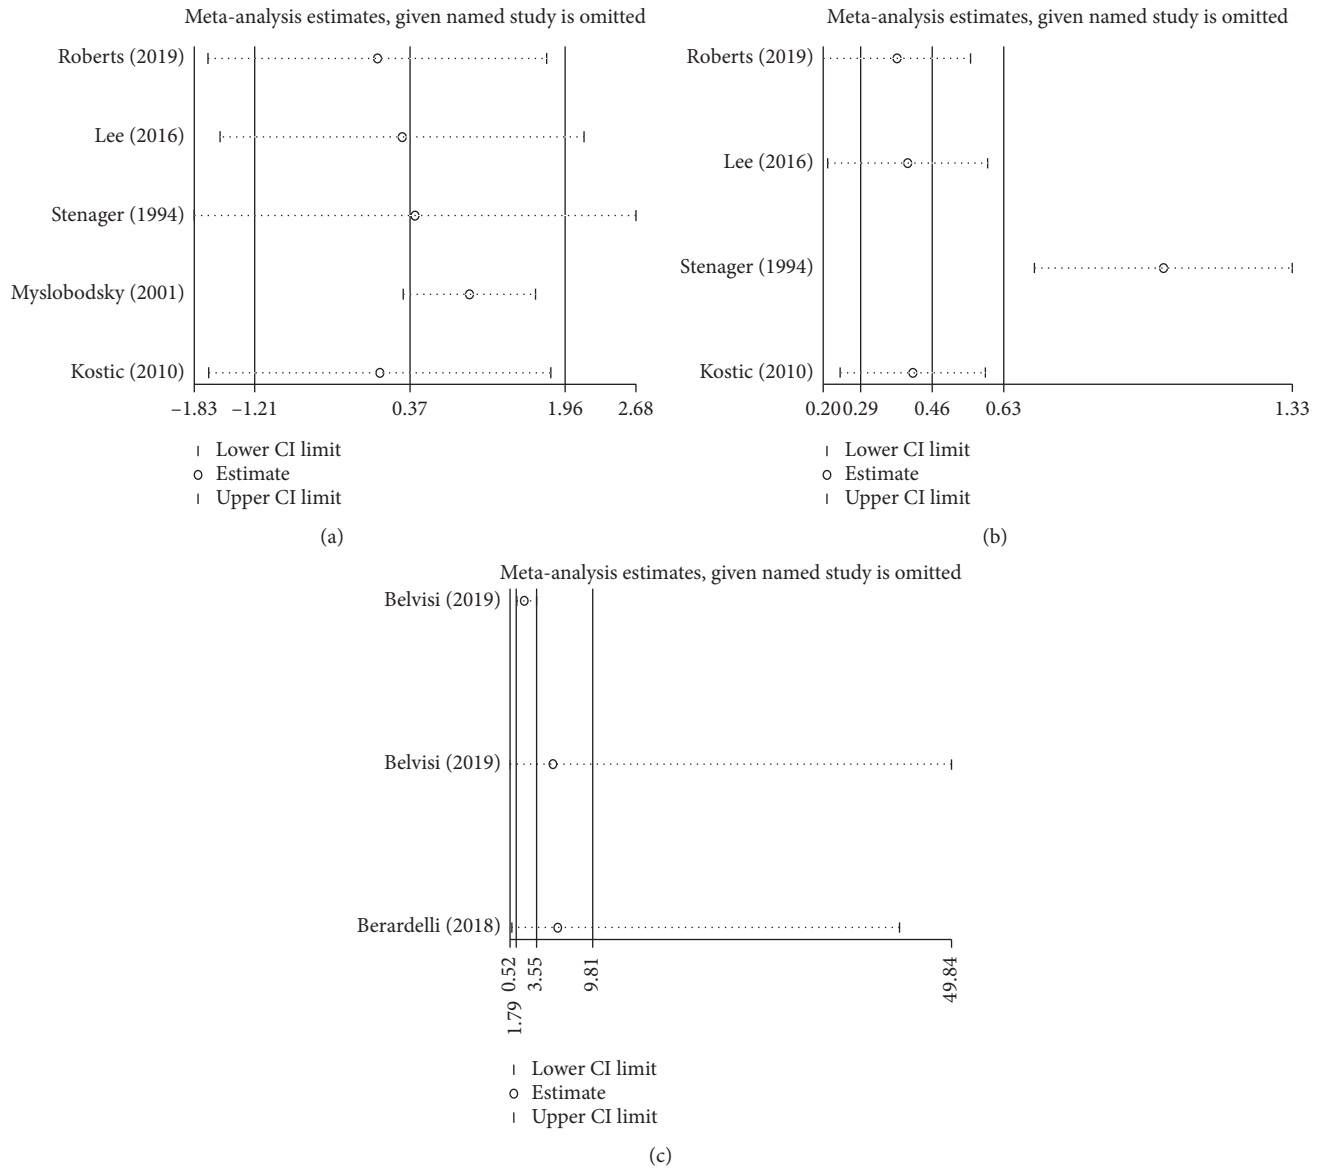 Meta-analysis estimates, given named study is omitted
Roberts (2019)
Lee (2016)
Stenager (1994)
Myslobodsky (2001)
Kostic (2010)
−1.83 −1.21 0.37 1.96 2.68
Lower CI limit
Estimate
Upper CI limit
(a)
Meta-analysis estimates, given named study is omitted
Roberts (2019)
Lee (2016)
Stenager (1994)
Kostic (2010)
0.20 0.29 0.46 0.63 1.33
Lower CI limit
Estimate
Upper CI limit
(b)
Meta-analysis estimates, given named study is omitted
Belvisi (2019)
Belvisi (2019)
Berardelli (2018)
0.52 1.79 3.55 9.81 49.84
Lower CI limit
Estimate
Upper CI limit
(c)